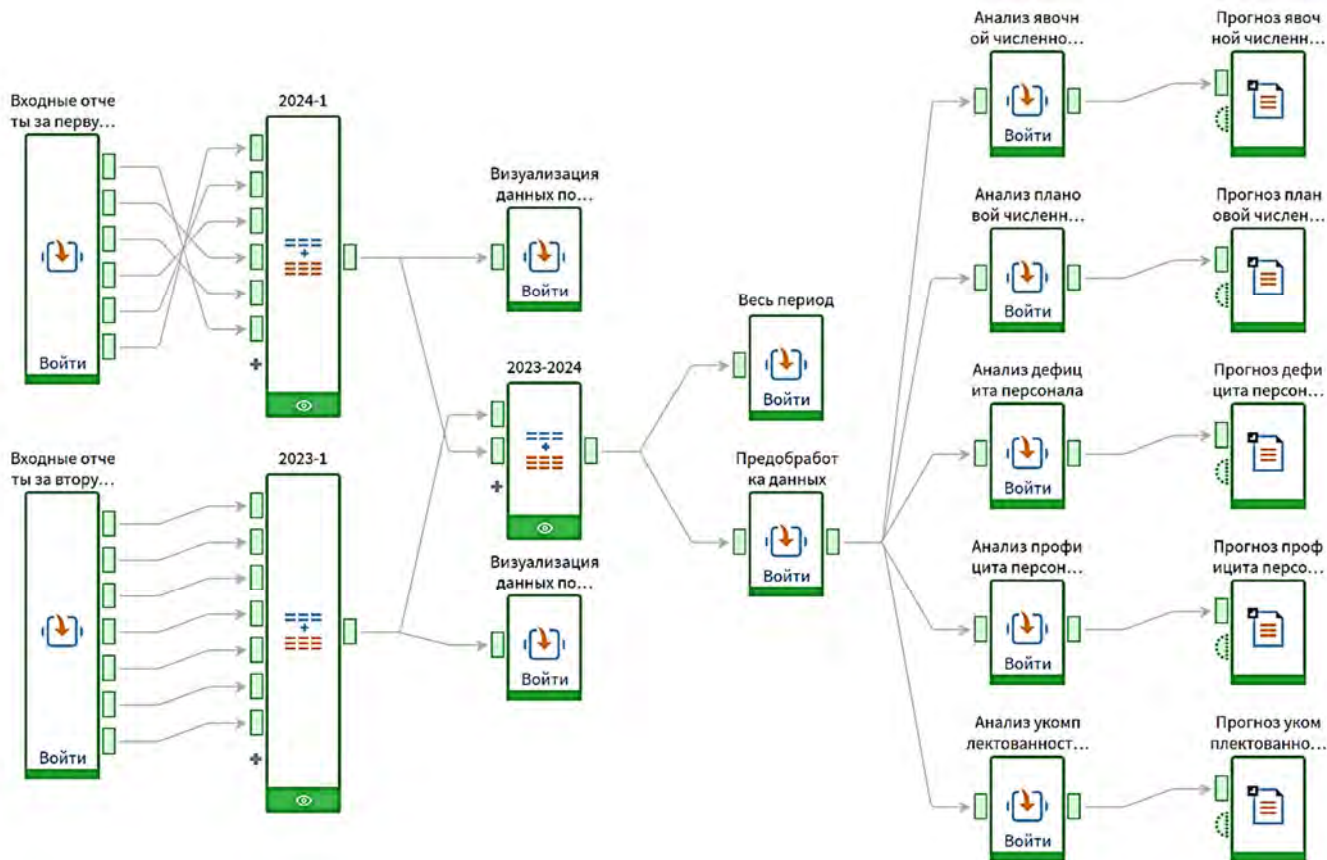 Входные отче
ты за перву…
Войти
2024-1
Входные отче
ты за втору…
Войти
2023-1
Визуализация
данных по…
Войти
2023-2024
Визуализация
данных по…
Войти
Весь период
Войти
Предобработ
ка данных
Войти
Анализ явочн
ой численно…
Войти
Прогноз явоч
ной численн…
Анализ плано
вой численн…
Войти
Прогноз план
овой числен…
Анализ дефиц
ита персонала
Войти
Прогноз дефи
цита персон…
Анализ профи
цита персон…
Войти
Прогноз проф
ицита персо…
Анализ укомп
лектованност…
Войти
Прогноз уком
плектованно…